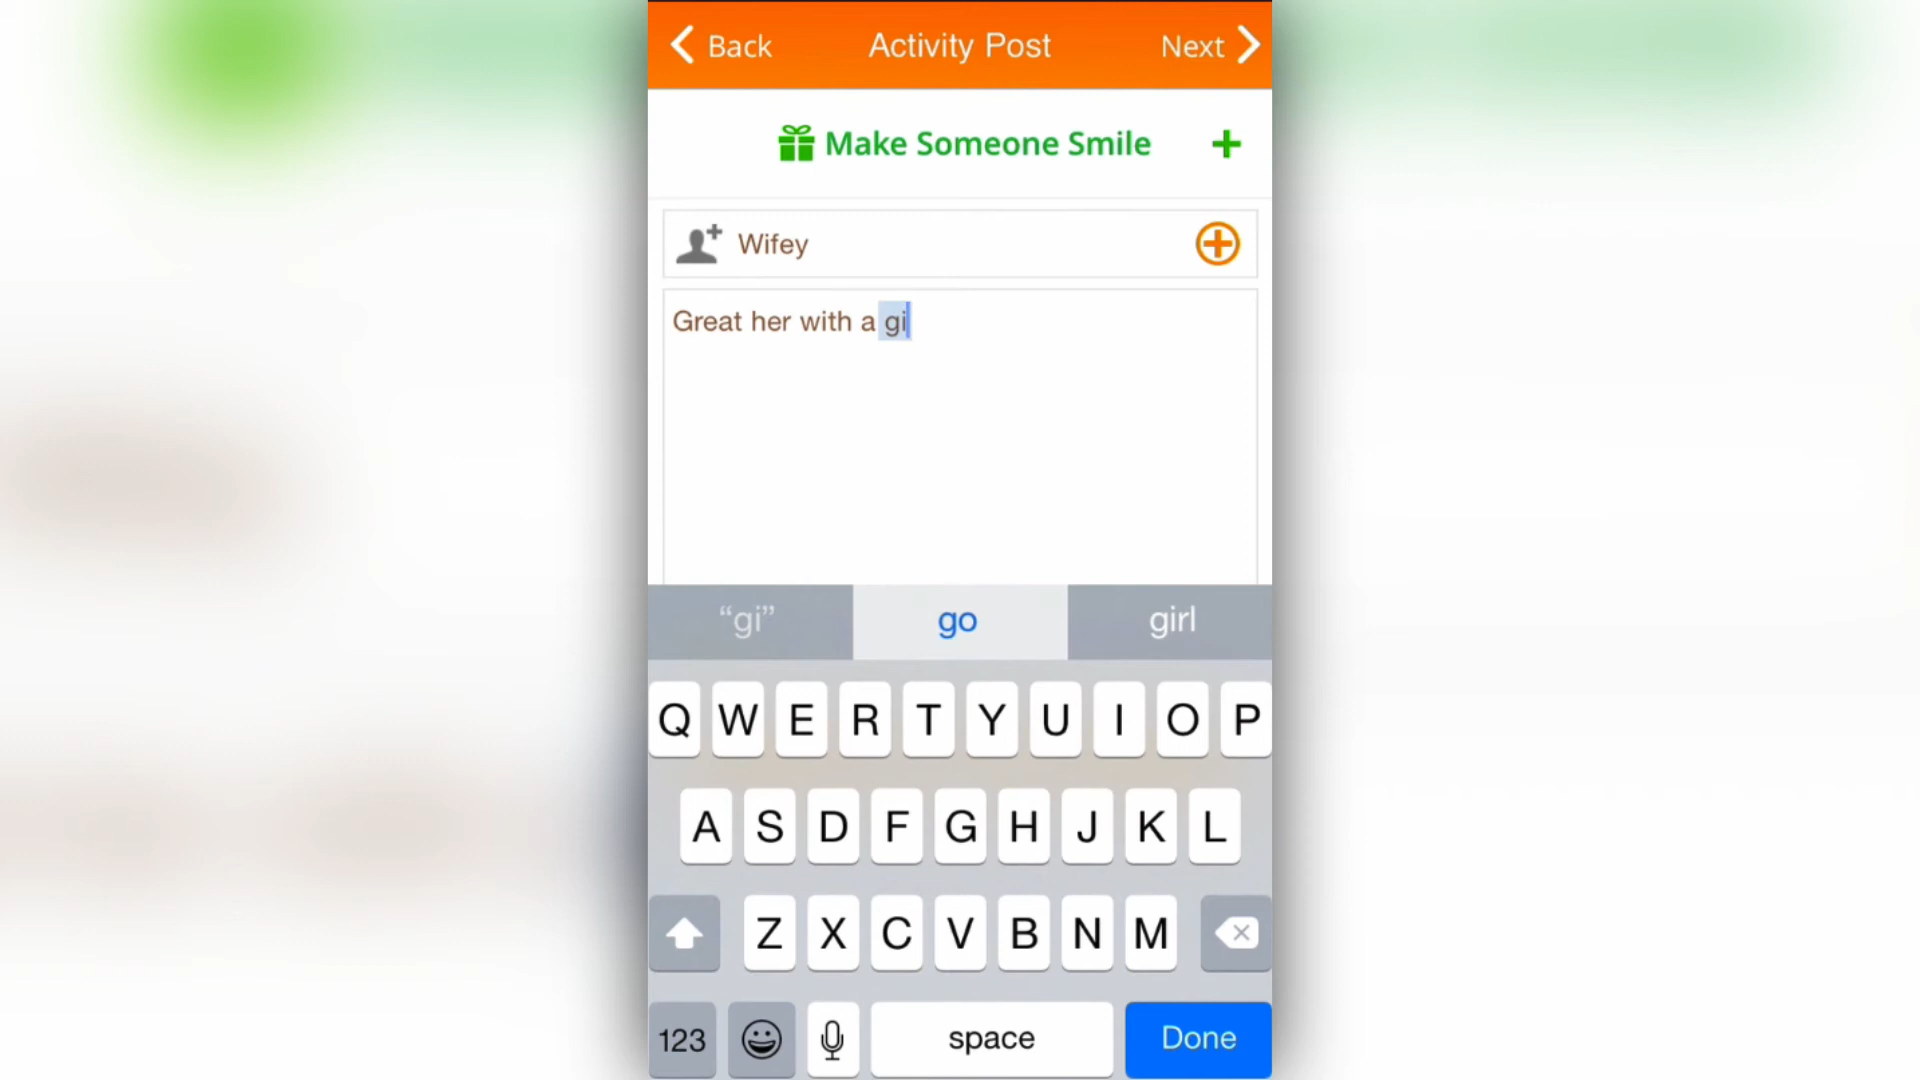 Back Activity Post Next
Make Someone Smile +
Wifey
Great her with a gi
“gi” go girl
Q W E R T Y U I O P
A S D F G H J K L
Z X C V B N M
123 space Done